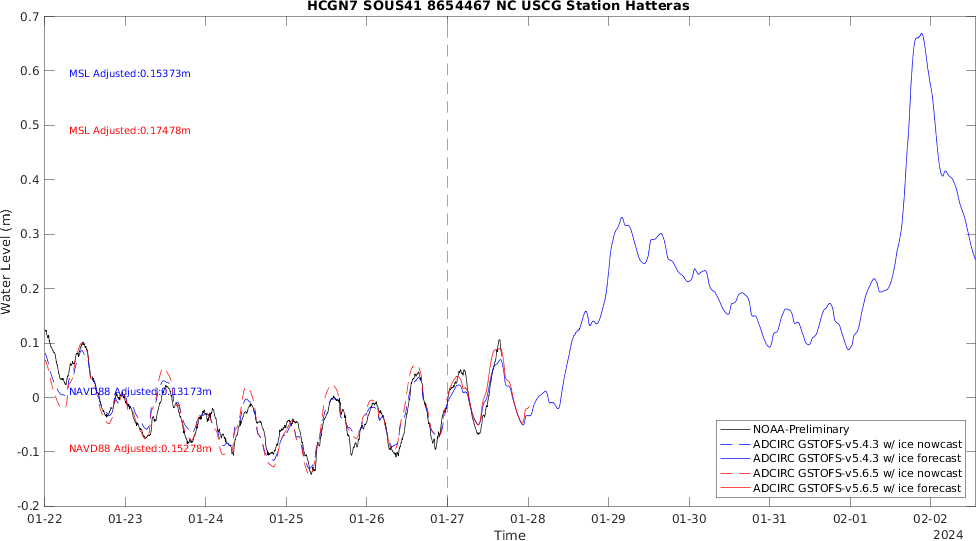 HCGN7 SOUS41 8654467 NC USCG Station Hatteras
0.7
0.6
0.5
0.4
0.3
0.2
0.1
0
-0.1
-0.2
Water Level (m)
MSL Adjusted:0.15373m
MSL Adjusted:0.17478m
NAVD88 Adjusted:0.13173m
NAVD88 Adjusted:0.15278m
NOAA-Preliminary
ADCIRC GSTOFS-v5.4.3 w/ ice nowcast
ADCIRC GSTOFS-v5.4.3 w/ ice forecast
ADCIRC GSTOFS-v5.6.5 w/ ice nowcast
ADCIRC GSTOFS-v5.6.5 w/ ice forecast
01-22 01-23 01-24 01-25 01-26 01-27 01-28 01-29 01-30 01-31 02-01 02-02
Time
2024